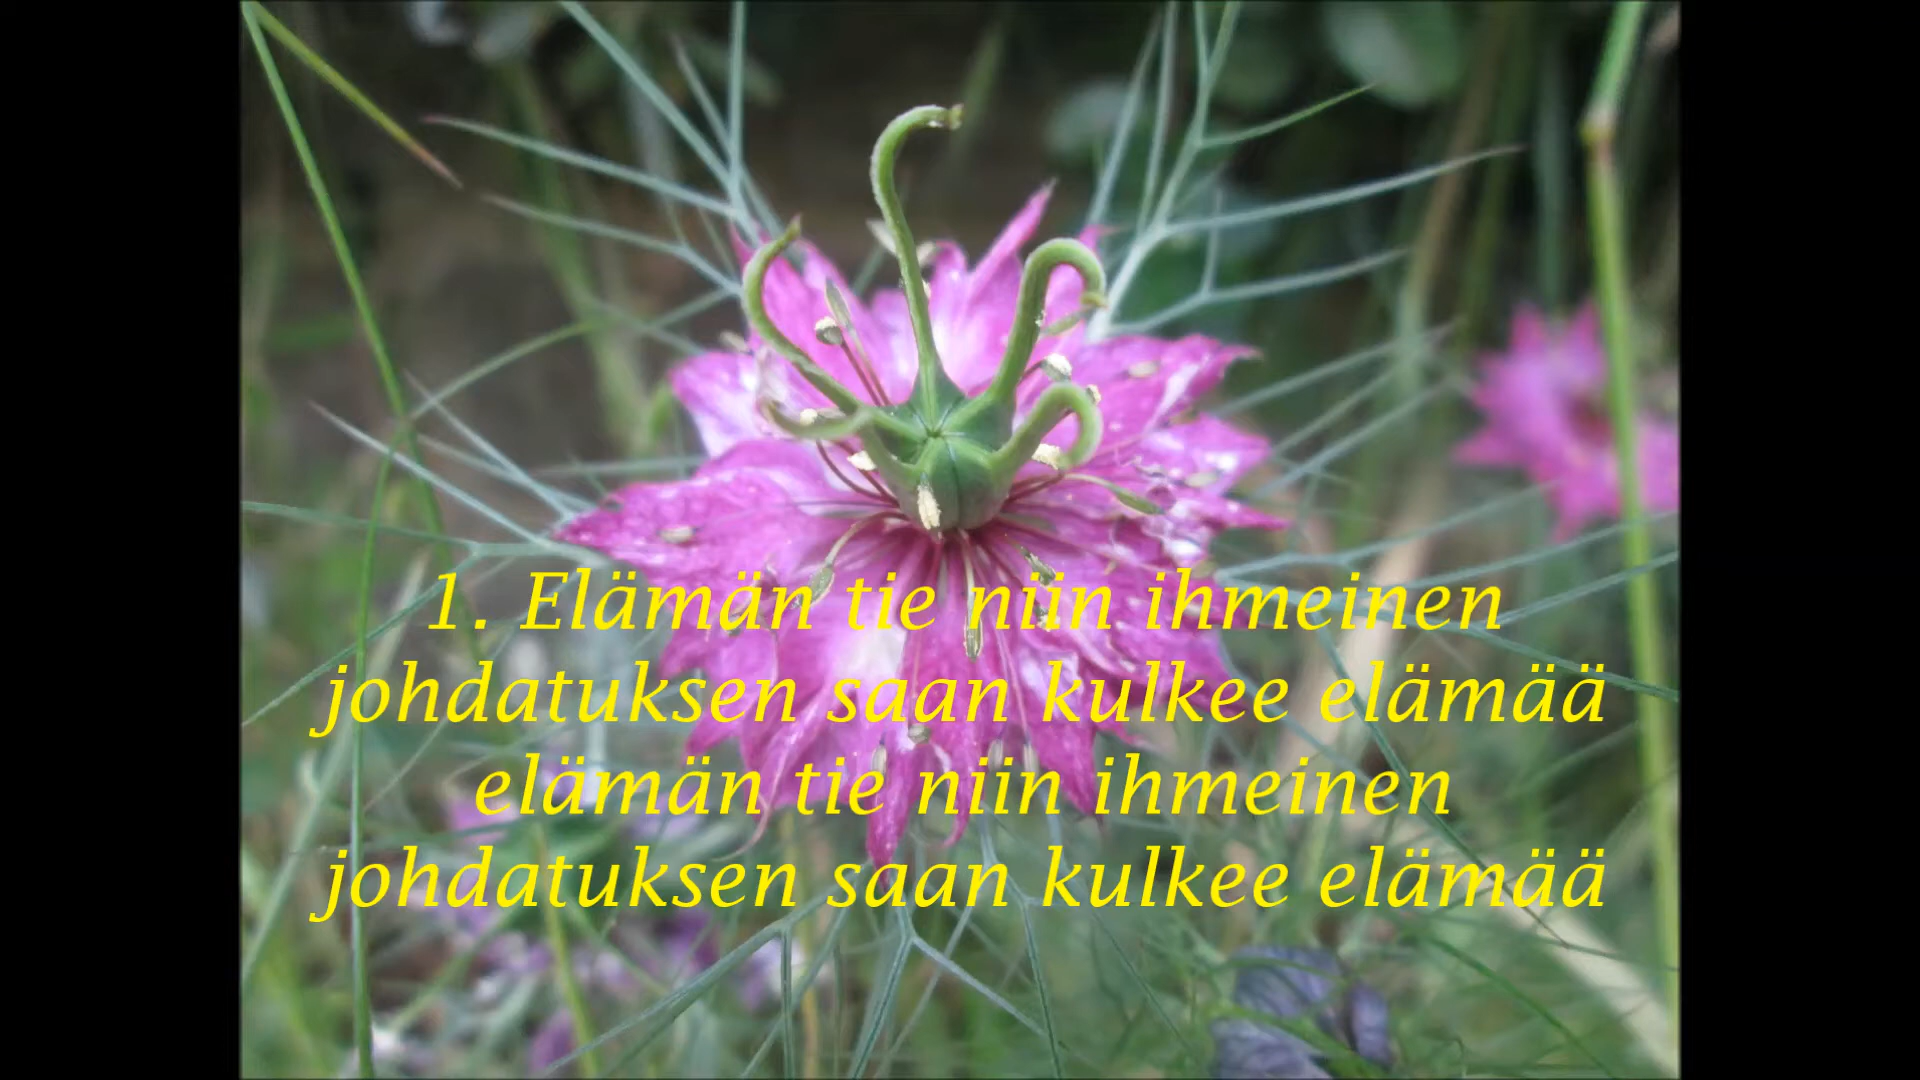 1. Elämän tie niin ihmeinen
johdatuksen saan kulkee elämää
elämän tie niin ihmeinen
johdatuksen saan kulkee elämää